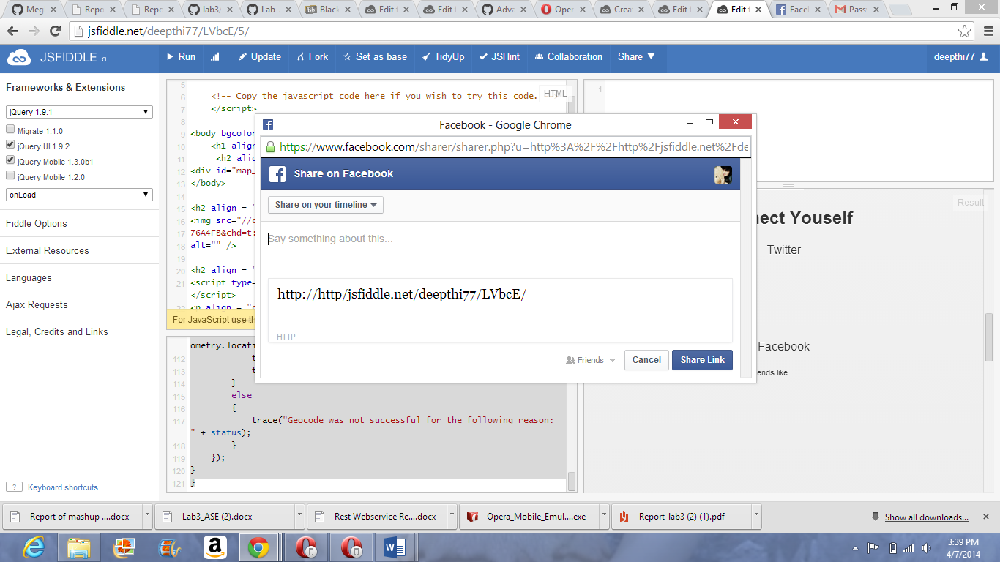 Meg
Repo
Repo
lab3/
Lab-
Blac
Edit f
Edit f
Adva
Oper
Crea
Edit f
Edit f
Facel
Pass
jsfiddle.net/deepthi77/LVbcE/5/
JSFIDDLE α
Run
Update
Fork
Set as base
TidyUp
JSHint
Collaboration
Share
deepthi77
Frameworks & Extensions
jQuery 1.9.1
Migrate 1.1.0
jQuery UI 1.9.2
jQuery Mobile 1.3.0b1
jQuery Mobile 1.2.0
onLoad
Fiddle Options
External Resources
Languages
Ajax Requests
Legal, Credits and Links
? Keyboard shortcuts
HTML
5
6 <!-- Copy the javascript code here if you wish to try this code.
7 </script>
8
9 <body bgcolor
10 <h1 align
11 <h2 align
12 <div id="map_
13 </body>
14
15 <h2 align = "
16 <img src="//c
17 76A4FB&chd=t:
18 alt="" />
19
20 <h2 align = "
21 <script type=
</script>
<p align = "c
For JavaScript use th
ometry.locatio
112 t
113 t
114 }
115 else
116 {
117 trace("Geocode was not successful for the following reason:
" + status);
118 }
119 });
120 }
121 }
1
Facebook - Google Chrome
https://www.facebook.com/sharer/sharer.php?u=http%3A%2F%2Fhttp%2Fjsfiddle.net%2Fde
Share on Facebook
Share on your timeline
Say something about this...
http://http/jsfiddle.net/deepthi77/LVbcE/
HTTP
Friends
Cancel
Share Link
Result
nect Youself
Twitter
Facebook
ends like.
Report of mashup ....docx
Lab3_ASE (2).docx
Rest Webservice Re....docx
Opera_Mobile_Emul....exe
Report-lab3 (2) (1).pdf
Show all downloads...
3:39 PM
4/7/2014